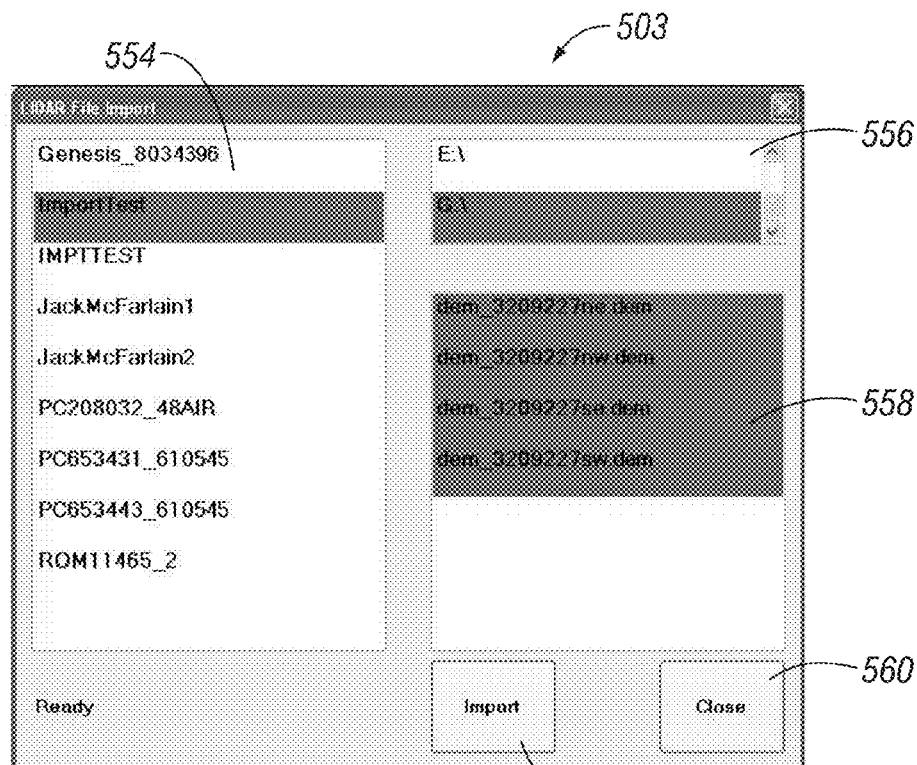 503
554
LIDAR File Import
556
Genesis_8034396
E:\
ImportTest
G:\
IMPTTEST
JackMcFarlain1
dem_3209227ne.dem
JackMcFarlain2
dem_3209227nw.dem
PC208032_48AIR
dem_3209227se.dem
558
PC653431_610545
dem_3209227sw.dem
PC653443_610545
ROM11465_2
560
Ready
Import
Close